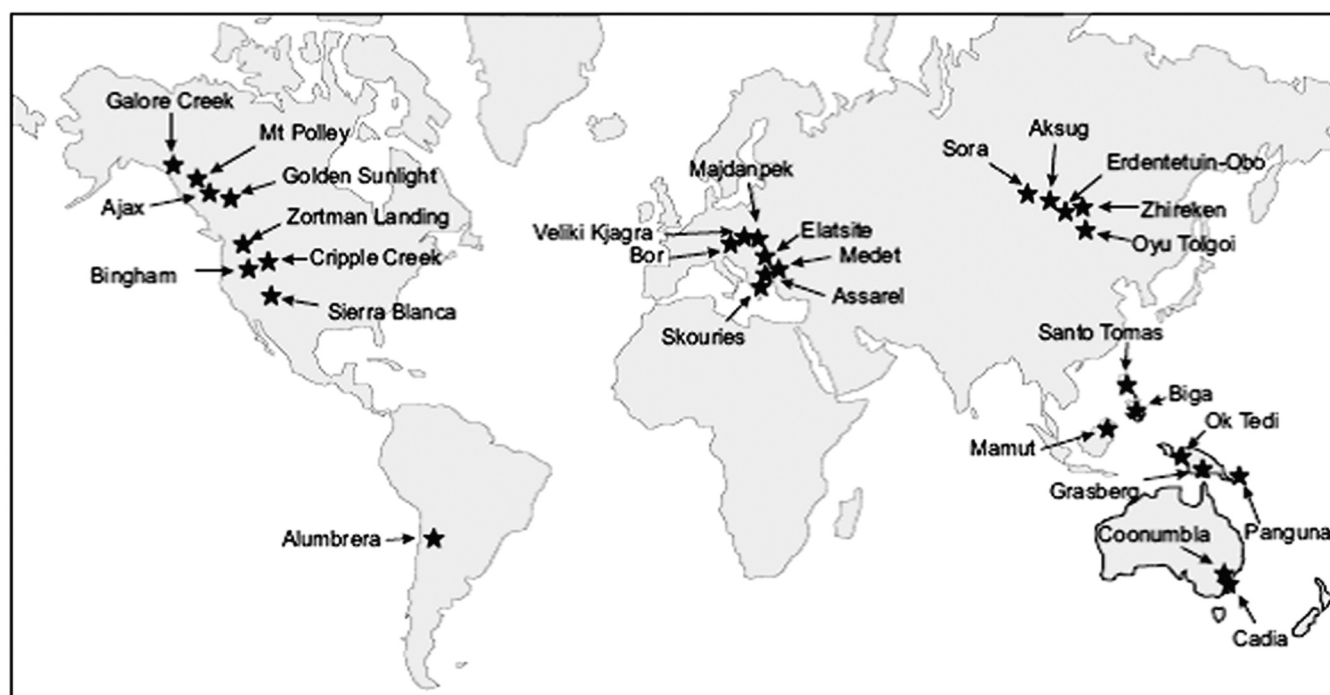 Galore Creek
Mt Polley
Golden Sunlight
Ajax
Zortman Landing
Cripple Creek
Bingham
Sierra Blanca
Alumbrera
Majdanpek
Veliki Kjagra
Bor
Elatsite
Medet
Assarel
Skouries
Sora
Aksug
Erdentetuin-Obo
Zhireken
Oyu Tolgoi
Santo Tomas
Biga
Mamut
Ok Tedi
Grasberg
Panguna
Coonumbla
Cadia